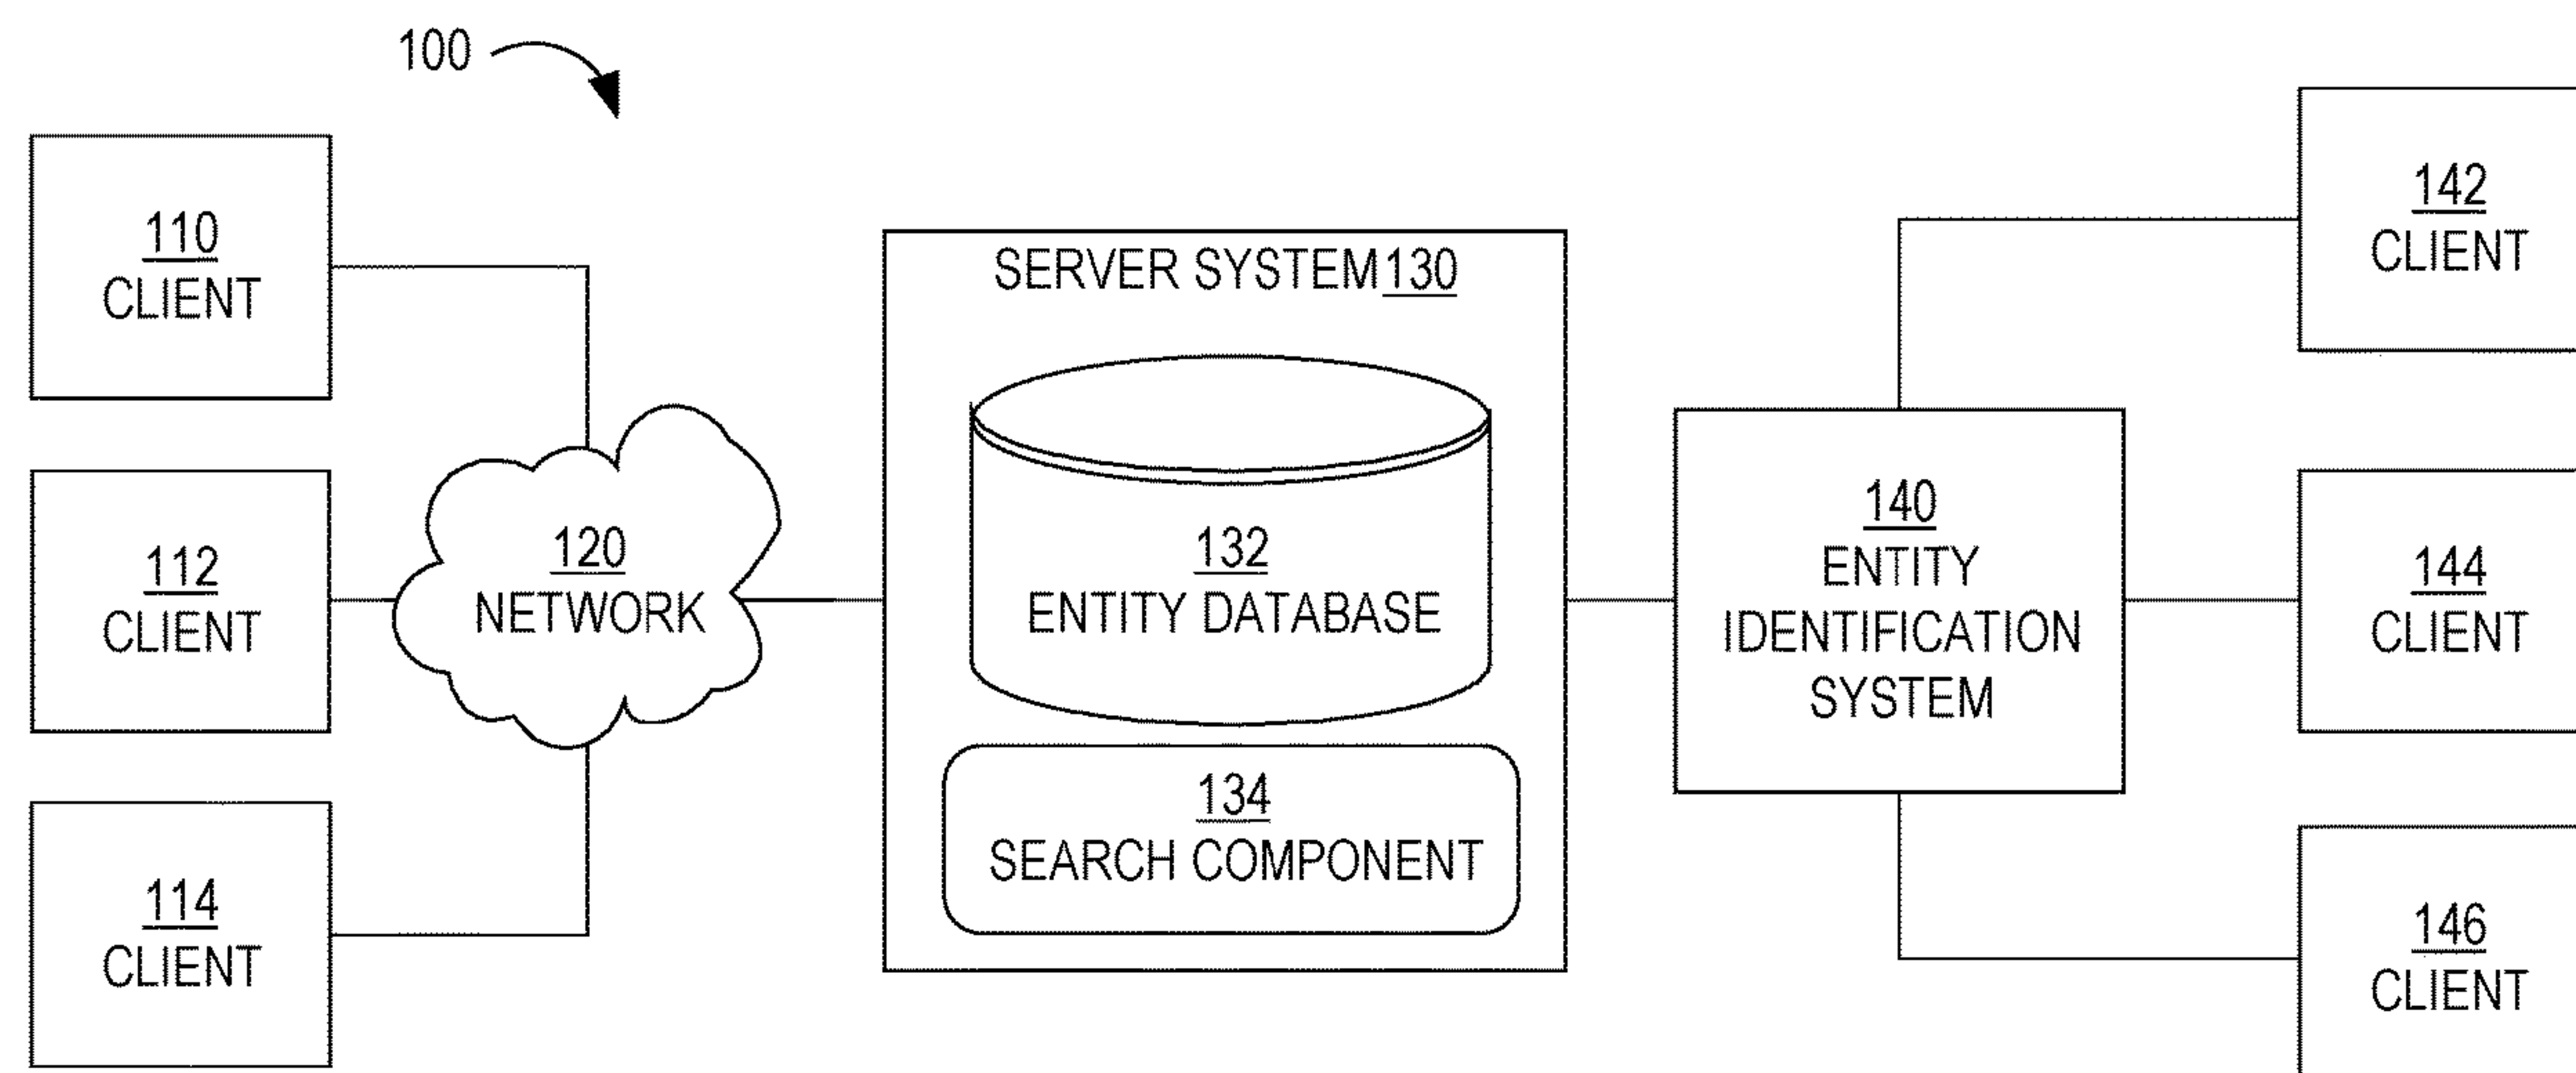 100
110
CLIENT
112
CLIENT
114
CLIENT
120
NETWORK
SERVER SYSTEM 130
132
ENTITY DATABASE
134
SEARCH COMPONENT
140
ENTITY
IDENTIFICATION
SYSTEM
142
CLIENT
144
CLIENT
146
CLIENT